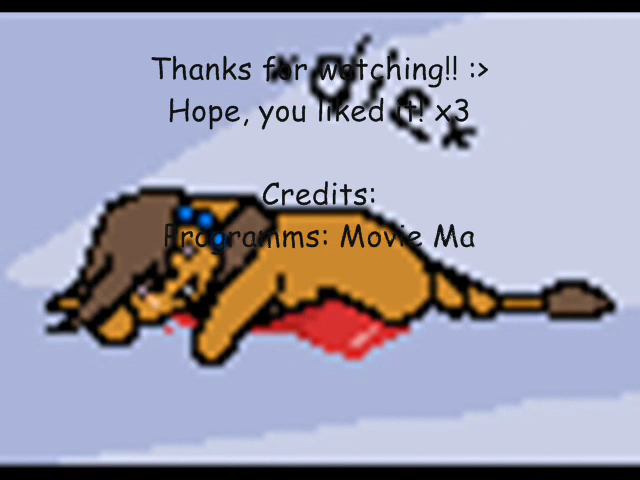 Thanks for watching!! :>
Hope, you liked it! x3
Credits:
Programms: Movie Ma